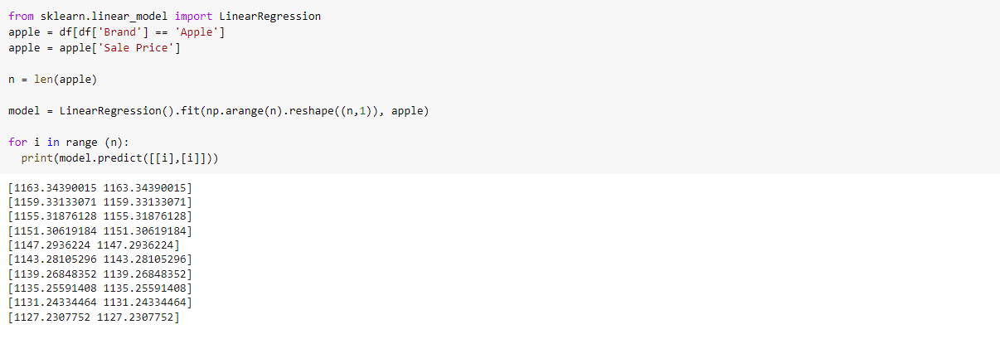 from sklearn.linear_model import LinearRegression
apple = df[df['Brand'] == 'Apple']
apple = apple['Sale Price']
n = len(apple)
model = LinearRegression().fit(np.arange(n).reshape((n,1)), apple)
for i in range (n):
  print(model.predict([[i],[i]]))
[1163.34390015 1163.34390015]
[1159.33133071 1159.33133071]
[1155.31876128 1155.31876128]
[1151.30619184 1151.30619184]
[1147.2936224 1147.2936224]
[1143.28105296 1143.28105296]
[1139.26848352 1139.26848352]
[1135.25591408 1135.25591408]
[1131.24334464 1131.24334464]
[1127.2307752 1127.2307752]